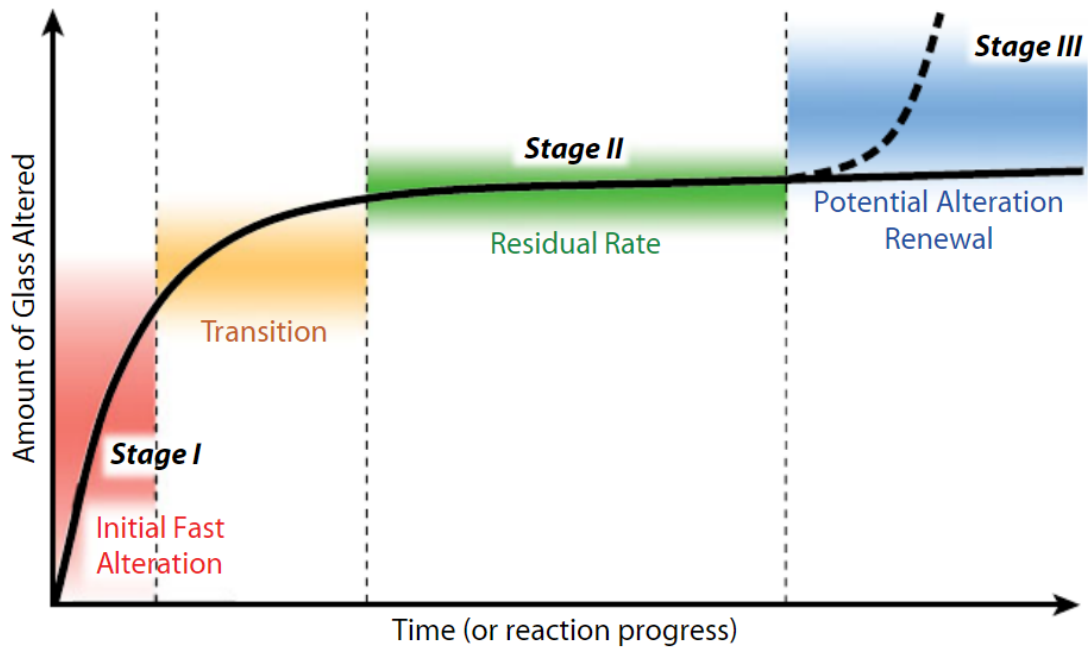 Stage III
Stage II
Potential Alteration
Renewal
Residual Rate
Transition
Stage I
Initial Fast
Alteration
Amount of Glass Altered
Time (or reaction progress)